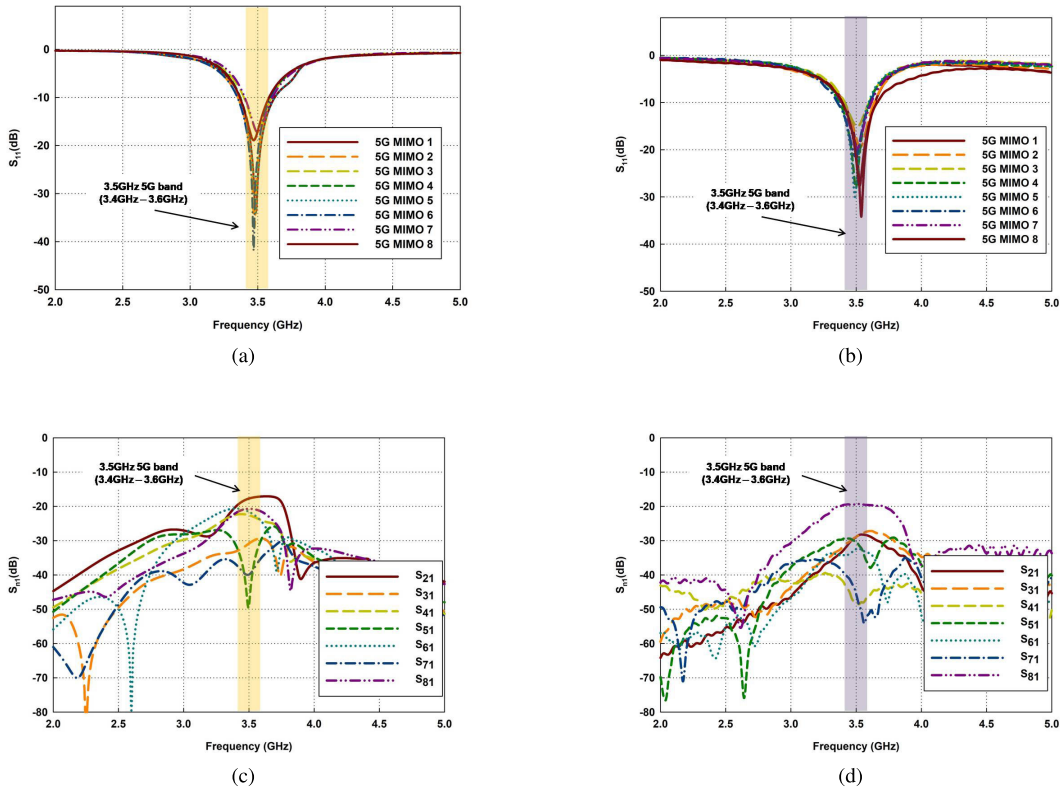 0
-10
-20
-30
-40
-50
S11(dB)
3.5GHz 5G band
(3.4GHz – 3.6GHz)
5G MIMO 1
5G MIMO 2
5G MIMO 3
5G MIMO 4
5G MIMO 5
5G MIMO 6
5G MIMO 7
5G MIMO 8
2.0 2.5 3.0 3.5 4.0 4.5 5.0
Frequency (GHz)
(a)
10
0
-10
-20
-30
-40
-50
S11(dB)
3.5GHz 5G band
(3.4GHz – 3.6GHz)
5G MIMO 1
5G MIMO 2
5G MIMO 3
5G MIMO 4
5G MIMO 5
5G MIMO 6
5G MIMO 7
5G MIMO 8
2.0 3.0 3.5 4.0 4.5 5.0
Frequency (GHz)
(b)
0
-10
-20
-30
-40
-50
-60
-70
-80
Sn1(dB)
3.5GHz 5G band
(3.4GHz – 3.6GHz)
S21
S31
S41
S51
S61
S71
S81
2.0 2.5 3.0 3.5 4.0 4.5 5.0
Frequency (GHz)
(c)
0
-10
-20
-30
-40
-50
-60
-70
-80
Sn1(dB)
3.5GHz 5G band
(3.4GHz – 3.6GHz)
S21
S31
S41
S51
S61
S71
S81
2.0 3.0 3.5 4.0 4.5 5.0
Frequency (GHz)
(d)